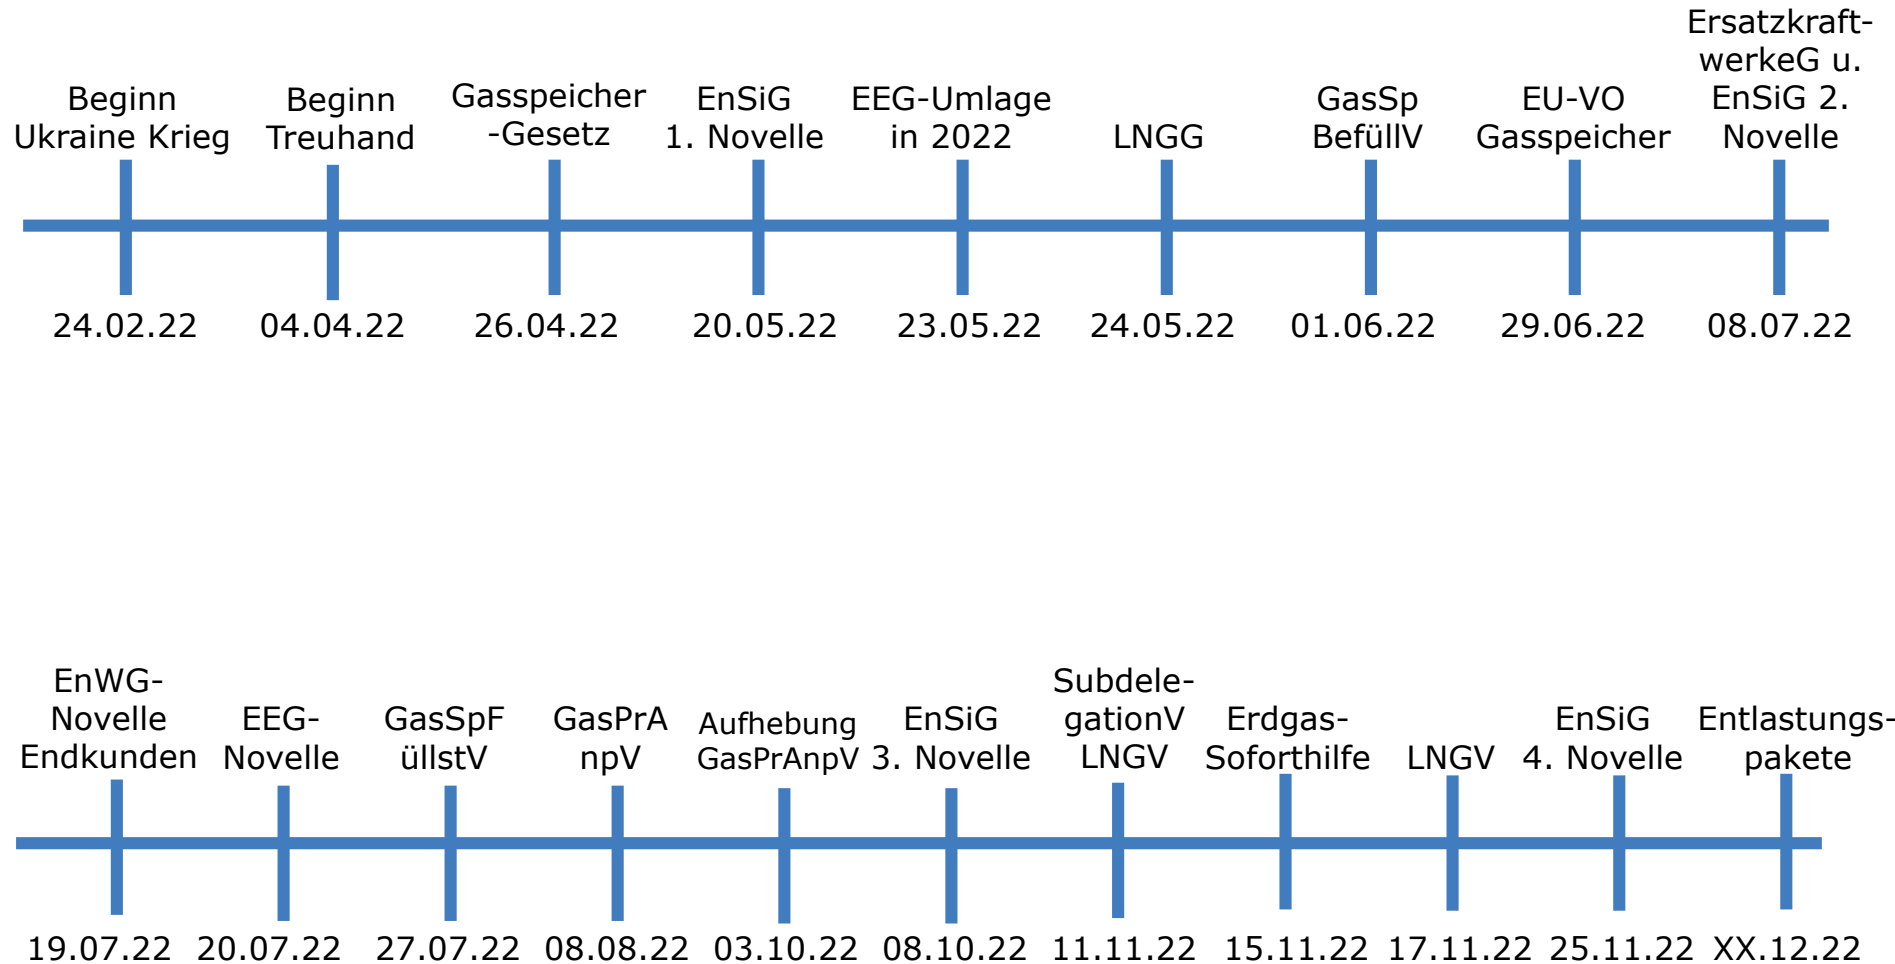 Beginn
Ukraine Krieg
Beginn
Treuhand
Gasspeicher
-Gesetz
EnSiG
1. Novelle
EEG-Umlage
in 2022
LNGG
GasSp
BefüllV
EU-VO
Gasspeicher
Ersatzkraft-
werkeG u.
EnSiG 2.
Novelle
24.02.22
04.04.22
26.04.22
20.05.22
23.05.22
24.05.22
01.06.22
29.06.22
08.07.22
EnWG-
Novelle
Endkunden
EEG-
Novelle
GasSpF
üllstV
GasPrA
npV
Aufhebung
GasPrAnpV
EnSiG
3. Novelle
Subdele-
gationV
LNGV
Erdgas-
Soforthilfe
LNGV
EnSiG
4. Novelle
Entlastungs-
pakete
19.07.22
20.07.22
27.07.22
08.08.22
03.10.22
08.10.22
11.11.22
15.11.22
17.11.22
25.11.22
XX.12.22